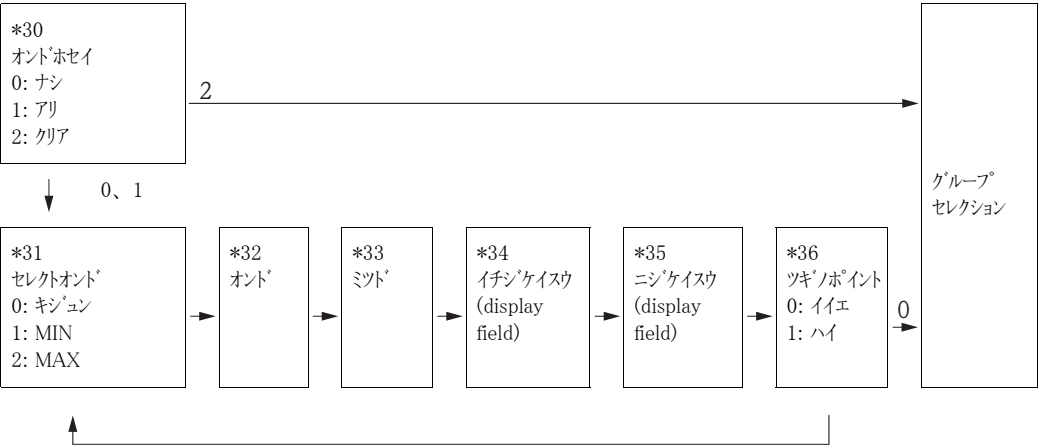 *30
ｵﾝﾄﾞﾎｾｲ
0: ﾅｼ
1: ｱﾘ
2: ｸﾘｱ
2
0、1
ｸﾞﾙｰﾌﾟ
ｾﾚｸｼｮﾝ
*31
ｾﾚｸﾄｵﾝﾄﾞ
0: ｷｼﾞｭﾝ
1: MIN
2: MAX
*32
ｵﾝﾄﾞ
*33
ﾐﾂﾄﾞ
*34
ｲﾁｼﾞｹｲｽｳ
(display
field)
*35
ﾆｼﾞｹｲｽｳ
(display
field)
*36
ﾂｷﾞﾉﾎﾟｲﾝﾄ
0: ｲｲｴ
1: ﾊｲ
0